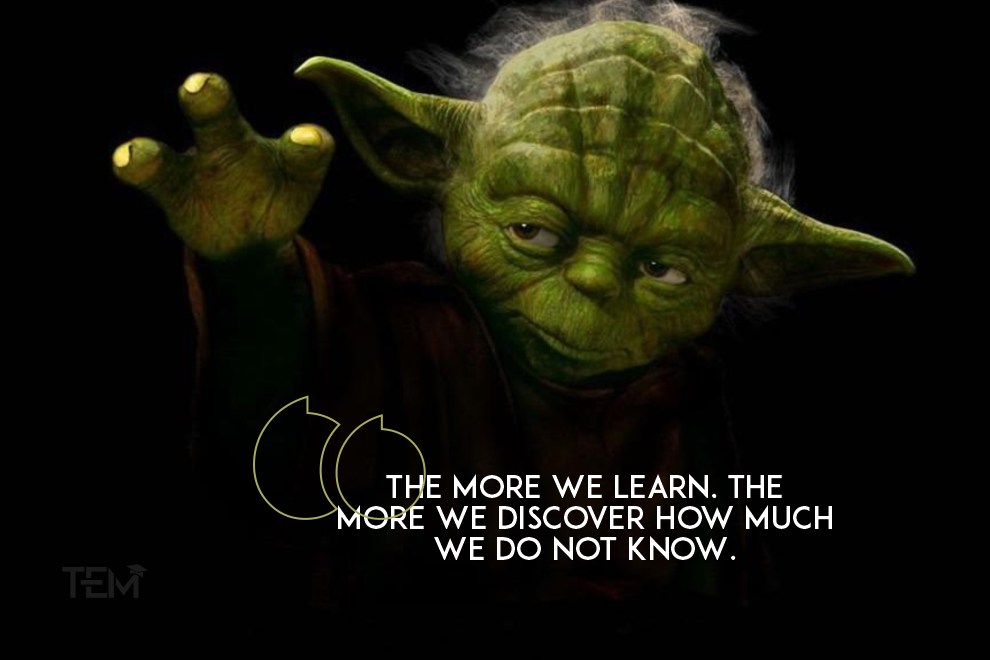 THE MORE WE LEARN. THE
MORE WE DISCOVER HOW MUCH
WE DO NOT KNOW.
TEM